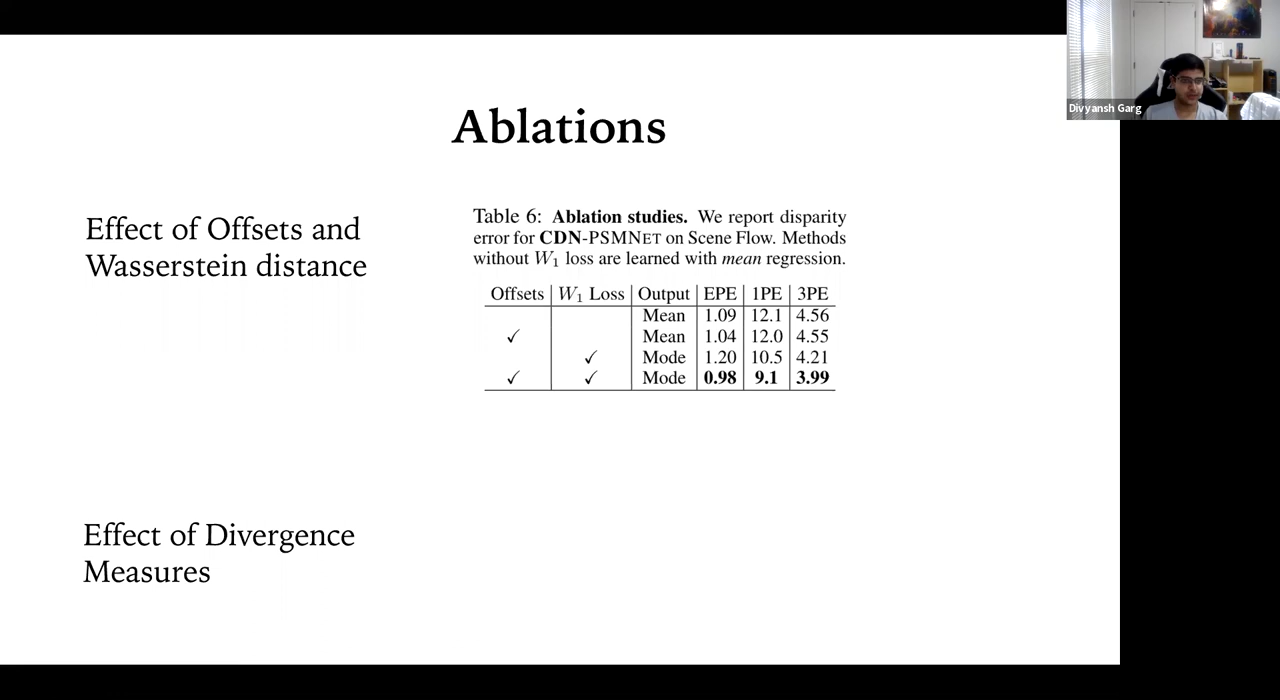 Divyansh Garg
Ablations
Effect of Offsets and
Wasserstein distance
Table 6: Ablation studies. We report disparity
error for CDN-PSMNET on Scene Flow. Methods
without W₁ loss are learned with mean regression.
Offsets W₁ Loss Output EPE 1PE 3PE
Mean 1.09 12.1 4.56
✓ Mean 1.04 12.0 4.55
✓ Mode 1.20 10.5 4.21
✓ ✓ Mode 0.98 9.1 3.99
Effect of Divergence
Measures